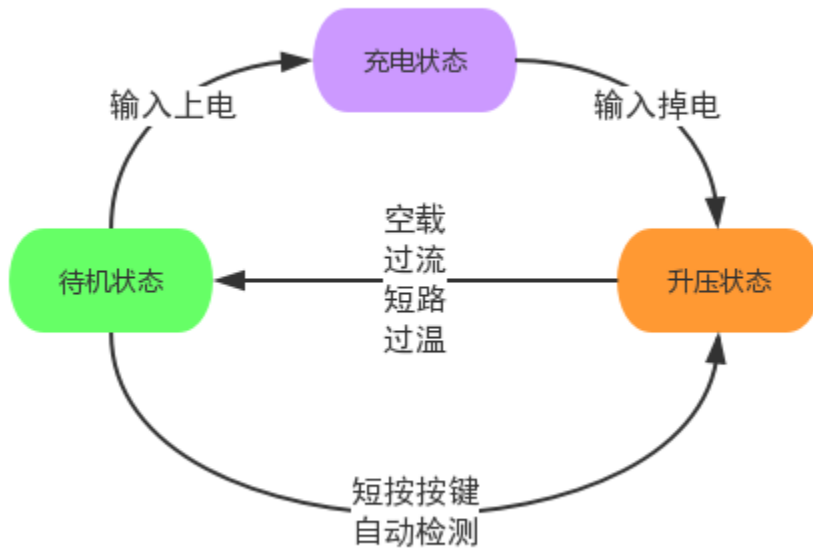 充电状态
输入上电
输入掉电
空载
过流
短路
过温
待机状态
升压状态
短按按键
自动检测